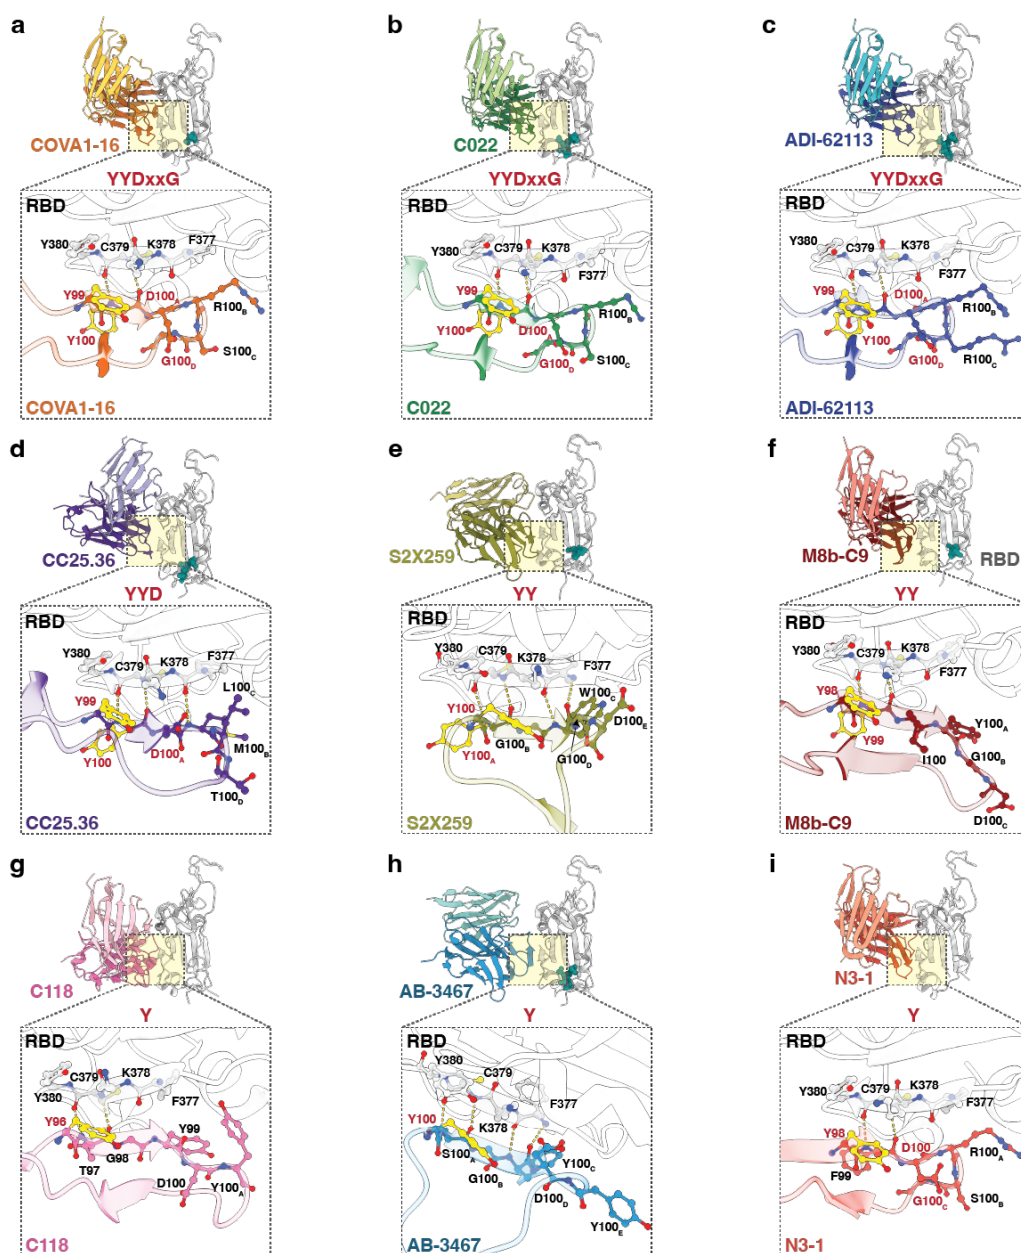 a
COVA1-16
YYDxxG
RBD
Y380
C379
K378
F377
Y99
D100A
R100B
Y100
S100C
G100D
COVA1-16
b
C022
YYDxxG
RBD
Y380
C379
K378
F377
Y99
R100B
Y100
D100A
S100C
G100D
C022
c
ADI-62113
YYDxxG
RBD
Y380
C379
K378
F377
Y99
D100A
R100B
Y100
G100D
R100C
ADI-62113
d
CC25.36
YYD
RBD
Y380
C379
K378
F377
L100C
Y99
Y100
D100A
M100B
T100D
CC25.36
e
S2X259
YY
RBD
Y380
C379
K378
F377
W100C
Y100
D100E
Y100A
G100B
G100D
S2X259
f
M8b-C9
RBD
YY
RBD
Y380
C379
K378
F377
Y98
Y100A
Y99
I100
G100B
D100C
M8b-C9
g
C118
Y
RBD
C379
K378
Y380
F377
Y96
Y99
T97
G98
D100
Y100A
C118
h
AB-3467
Y
RBD
Y380
C379
F377
Y100
K378
S100A
G100B
Y100C
D100D
Y100E
AB-3467
i
N3-1
Y
RBD
Y380
C379
K378
F377
Y98
D100
R100A
F99
G100C
S100B
N3-1